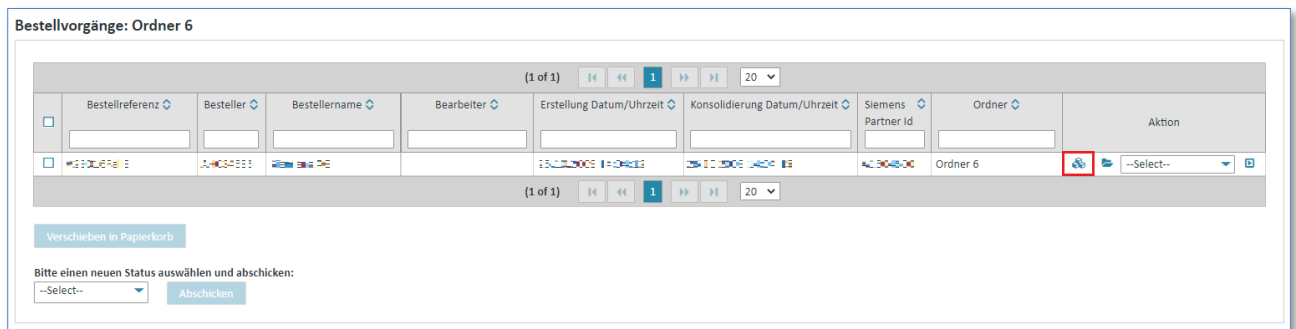 Bestellvorgänge: Ordner 6
(1 of 1) 1 20
Bestellreferenz Besteller Bestellername Bearbeiter Erstellung Datum/Uhrzeit Konsolidierung Datum/Uhrzeit Siemens Partner Id Ordner Aktion
Ordner 6 --Select--
(1 of 1) 1 20
Verschieben in Papierkorb
Bitte einen neuen Status auswählen und abschicken:
--Select-- Abschicken